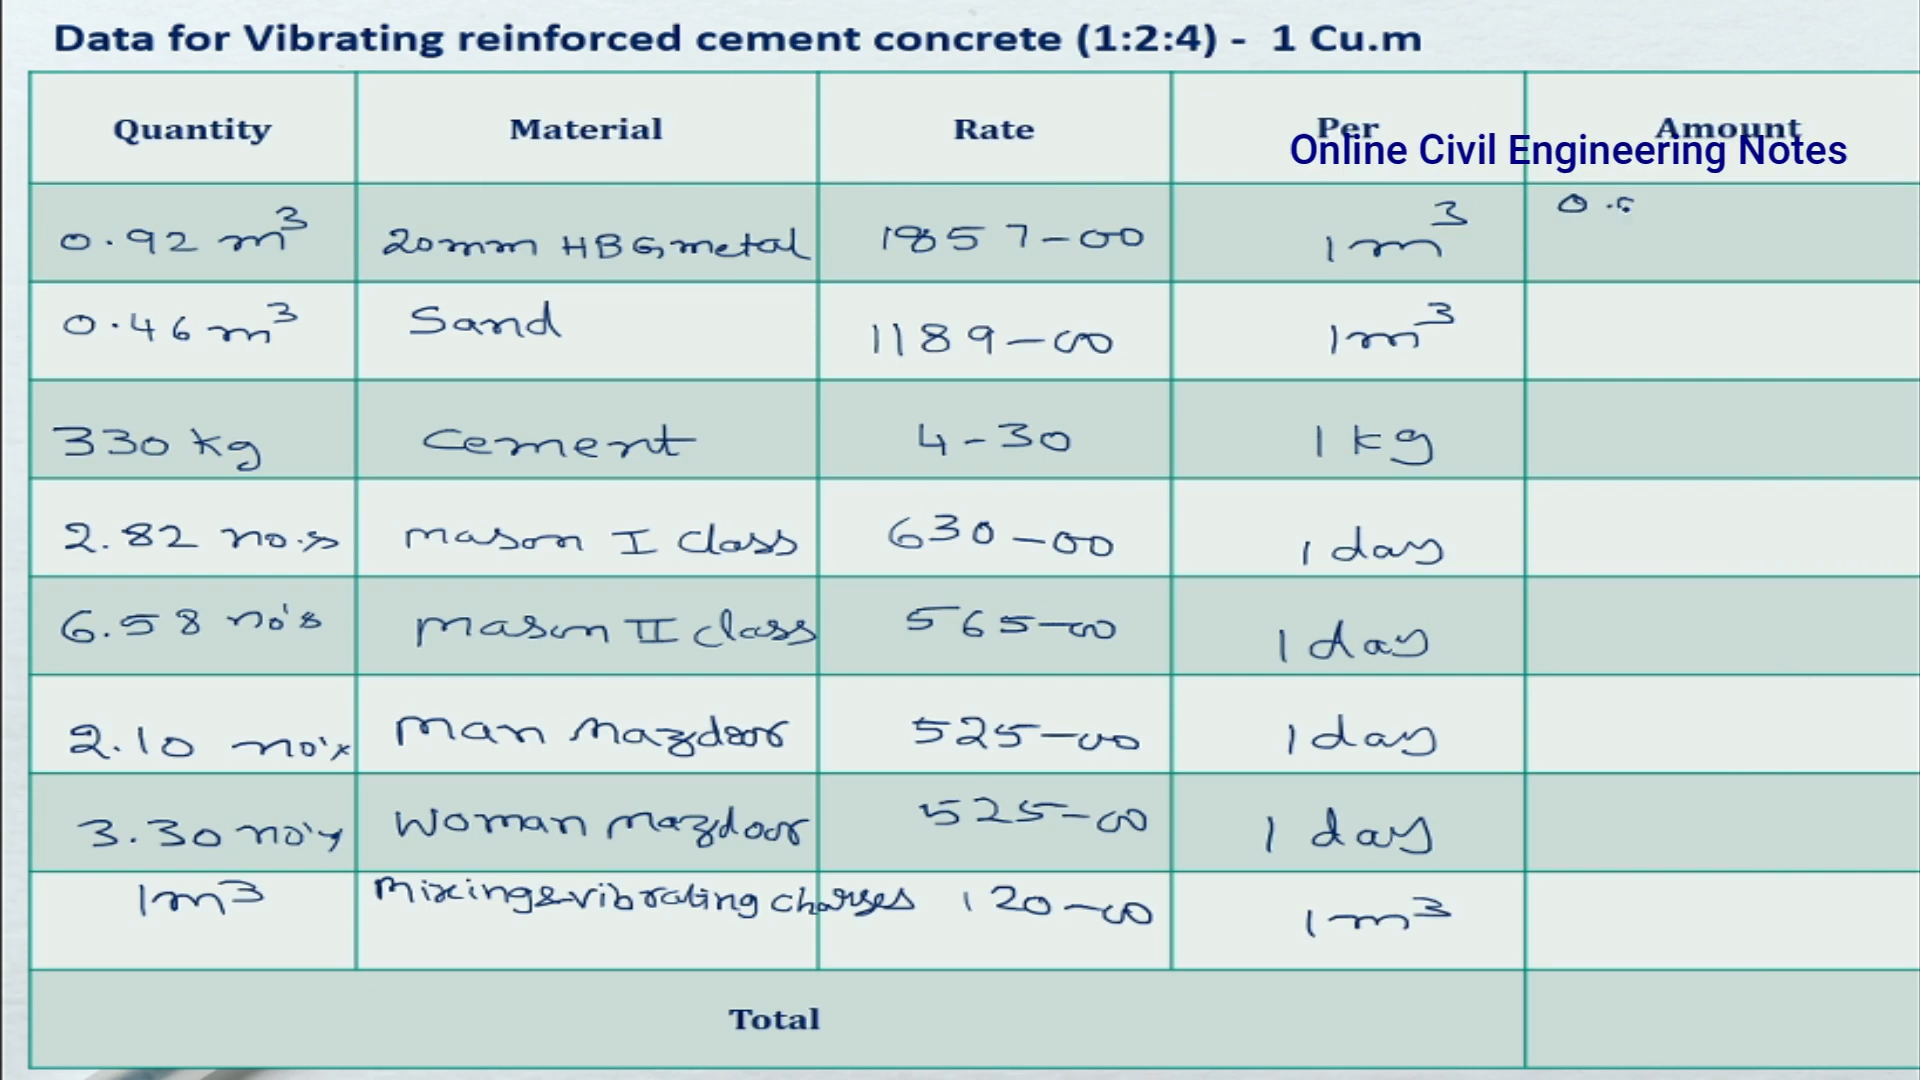 Data for Vibrating reinforced cement concrete (1:2:4) - 1 Cu.m
Quantity Material Rate Per Amount
Online Civil Engineering Notes
0.92 m³ 20mm HBG metal 1857-00 1m³ 0.
0.46 m³ Sand 1189-00 1m³
330 kg Cement 4-30 1 kg
2.82 no.s mason I class 630-00 1 day
6.58 no's mason II class 565-00 1 day
2.10 no's Man Mazdoor 525-00 1 day
3.30 no's Woman Mazdoor 525-00 1 day
1m³ Mixing & vibrating charges 120-00 1m³
Total